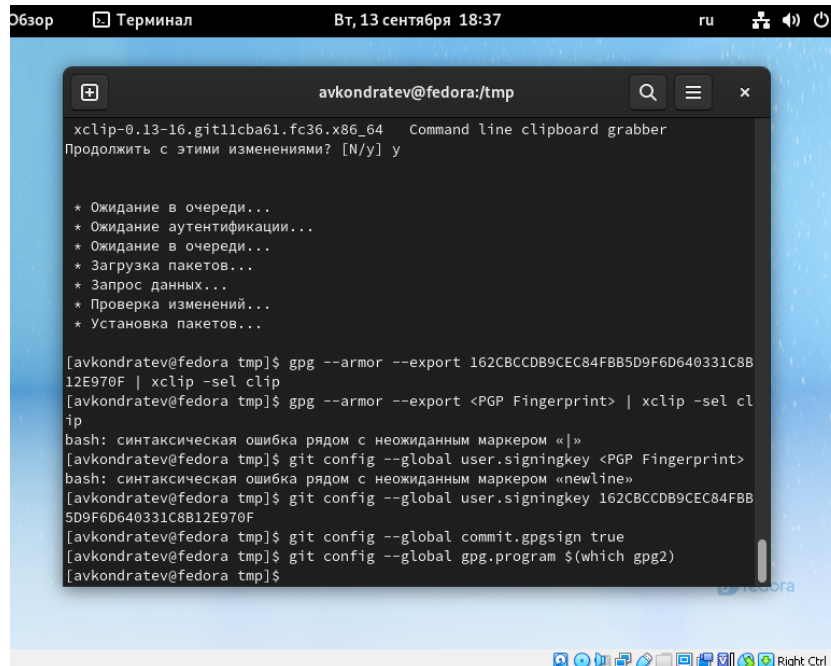 Обзор Терминал Вт, 13 сентября 18:37 ru
avkondratev@fedora:/tmp
xclip-0.13-16.git11cba61.fc36.x86_64 Command line clipboard grabber
Продолжить с этими изменениями? [N/y] y
* Ожидание в очереди...
* Ожидание аутентификации...
* Ожидание в очереди...
* Загрузка пакетов...
* Запрос данных...
* Проверка изменений...
* Установка пакетов...
[avkondratev@fedora tmp]$ gpg --armor --export 162CBCCDB9CEC84FBB5D9F6D640331C8B
12E970F | xclip -sel clip
[avkondratev@fedora tmp]$ gpg --armor --export <PGP Fingerprint> | xclip -sel cl
ip
bash: синтаксическая ошибка рядом с неожиданным маркером «|»
[avkondratev@fedora tmp]$ git config --global user.signingkey <PGP Fingerprint>
bash: синтаксическая ошибка рядом с неожиданным маркером «newline»
[avkondratev@fedora tmp]$ git config --global user.signingkey 162CBCCDB9CEC84FBB
5D9F6D640331C8B12E970F
[avkondratev@fedora tmp]$ git config --global commit.gpgsign true
[avkondratev@fedora tmp]$ git config --global gpg.program $(which gpg2)
[avkondratev@fedora tmp]$
fedora
Right Ctrl